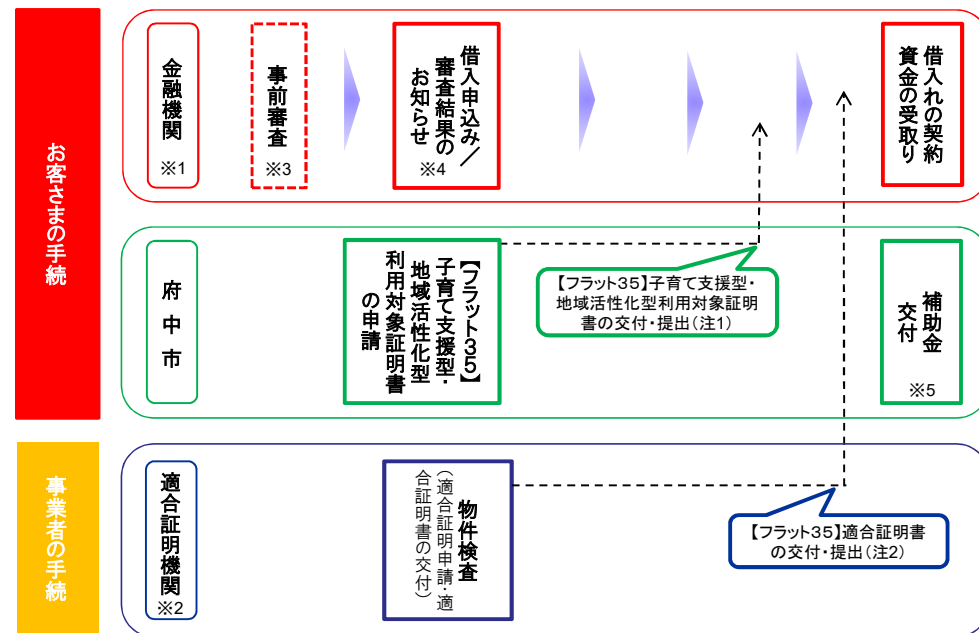 お客さまの手続
金融機関
※1
事前審査
※3
借入申込み／
審査結果の
お知らせ
※4
借入れの契約
資金の受取り
府中市
【フラット35】
子育て支援型・
地域活性化型
利用対象証明書
の申請
【フラット35】子育て支援型・
地域活性化型利用対象証明
書の交付・提出（注1）
補助金
交付
※5
事業者の手続
適合証明機関
※2
物件検査
（適合証明申請・適
合証明書の交付）
【フラット35】適合証明書
の交付・提出（注2）